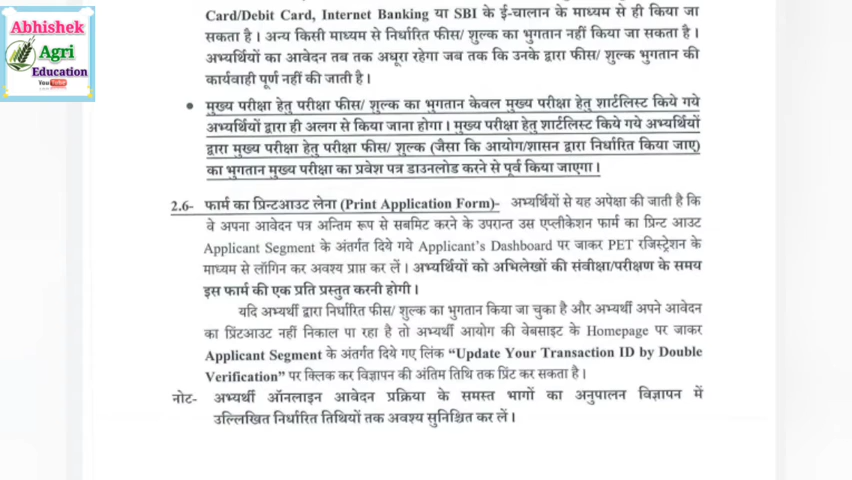 Abhishek
Agri
Education
You Tube
Card/Debit Card, Internet Banking या SBI के ई-चालान के माध्यम से ही किया जा
सकता है। अन्य किसी माध्यम से निर्धारित फीस/ शुल्क का भुगतान नहीं किया जा सकता है।
अभ्यर्थियों का आवेदन तब तक अधूरा रहेगा जब तक कि उनके द्वारा फीस/ शुल्क भुगतान की
कार्यवाही पूर्ण नहीं की जाती है।
● मुख्य परीक्षा हेतु परीक्षा फीस/ शुल्क का भुगतान केवल मुख्य परीक्षा हेतु शार्टलिस्ट किये गये
अभ्यर्थियों द्वारा ही अलग से किया जाना होगा। मुख्य परीक्षा हेतु शार्टलिस्ट किये गये अभ्यर्थियों
द्वारा मुख्य परीक्षा हेतु परीक्षा फीस/ शुल्क (जैसा कि आयोग/शासन द्वारा निर्धारित किया जाए)
का भुगतान मुख्य परीक्षा का प्रवेश पत्र डाउनलोड करने से पूर्व किया जाएगा।
2.6- फार्म का प्रिन्टआउट लेना (Print Application Form)- अभ्यर्थियों से यह अपेक्षा की जाती है कि
वे अपना आवेदन पत्र अन्तिम रूप से सबमिट करने के उपरान्त उस एप्लीकेशन फार्म का प्रिन्ट आउट
Applicant Segment के अंतर्गत दिये गये Applicant's Dashboard पर जाकर PET रजिस्ट्रेशन के
माध्यम से लॉगिन कर अवश्य प्राप्त कर लें। अभ्यर्थियों को अभिलेखों की संवीक्षा/परीक्षण के समय
इस फार्म की एक प्रति प्रस्तुत करनी होगी।
यदि अभ्यर्थी द्वारा निर्धारित फीस/ शुल्क का भुगतान किया जा चुका है और अभ्यर्थी अपने आवेदन
का प्रिंटआउट नहीं निकाल पा रहा है तो अभ्यर्थी आयोग की वेबसाइट के Homepage पर जाकर
Applicant Segment के अंतर्गत दिये गए लिंक "Update Your Transaction ID by Double
Verification" पर क्लिक कर विज्ञापन की अंतिम तिथि तक प्रिंट कर सकता है।
नोट- अभ्यर्थी ऑनलाइन आवेदन प्रक्रिया के समस्त भागों का अनुपालन विज्ञापन में
उल्लिखित निर्धारित तिथियों तक अवश्य सुनिश्चित कर लें।